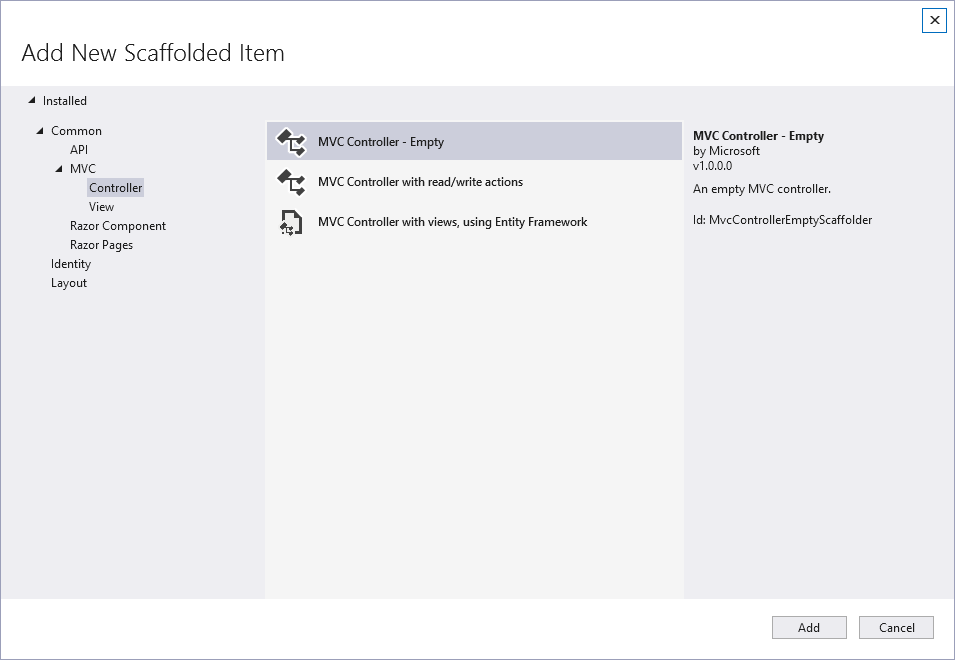 Add New Scaffolded Item
Installed
Common
API
MVC
Controller
View
Razor Component
Razor Pages
Identity
Layout
MVC Controller - Empty
MVC Controller with read/write actions
MVC Controller with views, using Entity Framework
MVC Controller - Empty
by Microsoft
v1.0.0.0
An empty MVC controller.
Id: MvcControllerEmptyScaffolder
Add
Cancel